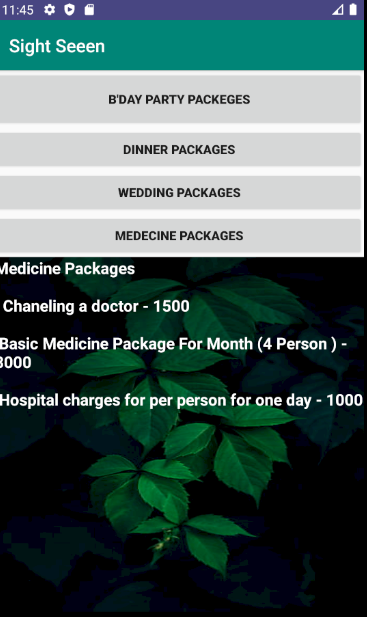 11:45
Sight Seeen
B'DAY PARTY PACKEGES
DINNER PACKAGES
WEDDING PACKAGES
MEDECINE PACKAGES
Medicine Packages
Chaneling a doctor - 1500
Basic Medicine Package For Month (4 Person ) -
3000
Hospital charges for per person for one day - 1000